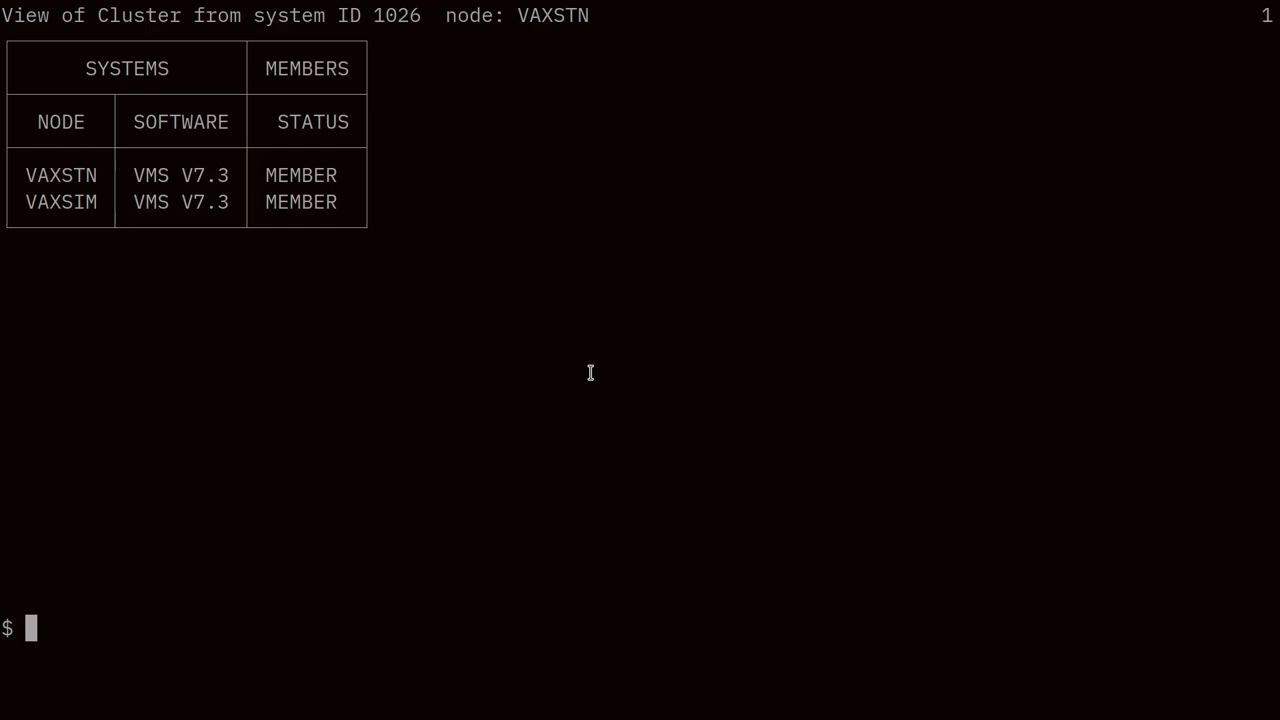 View of Cluster from system ID 1026  node: VAXSTN 1
SYSTEMS MEMBERS
NODE SOFTWARE STATUS
VAXSTN VMS V7.3 MEMBER
VAXSIM VMS V7.3 MEMBER
$